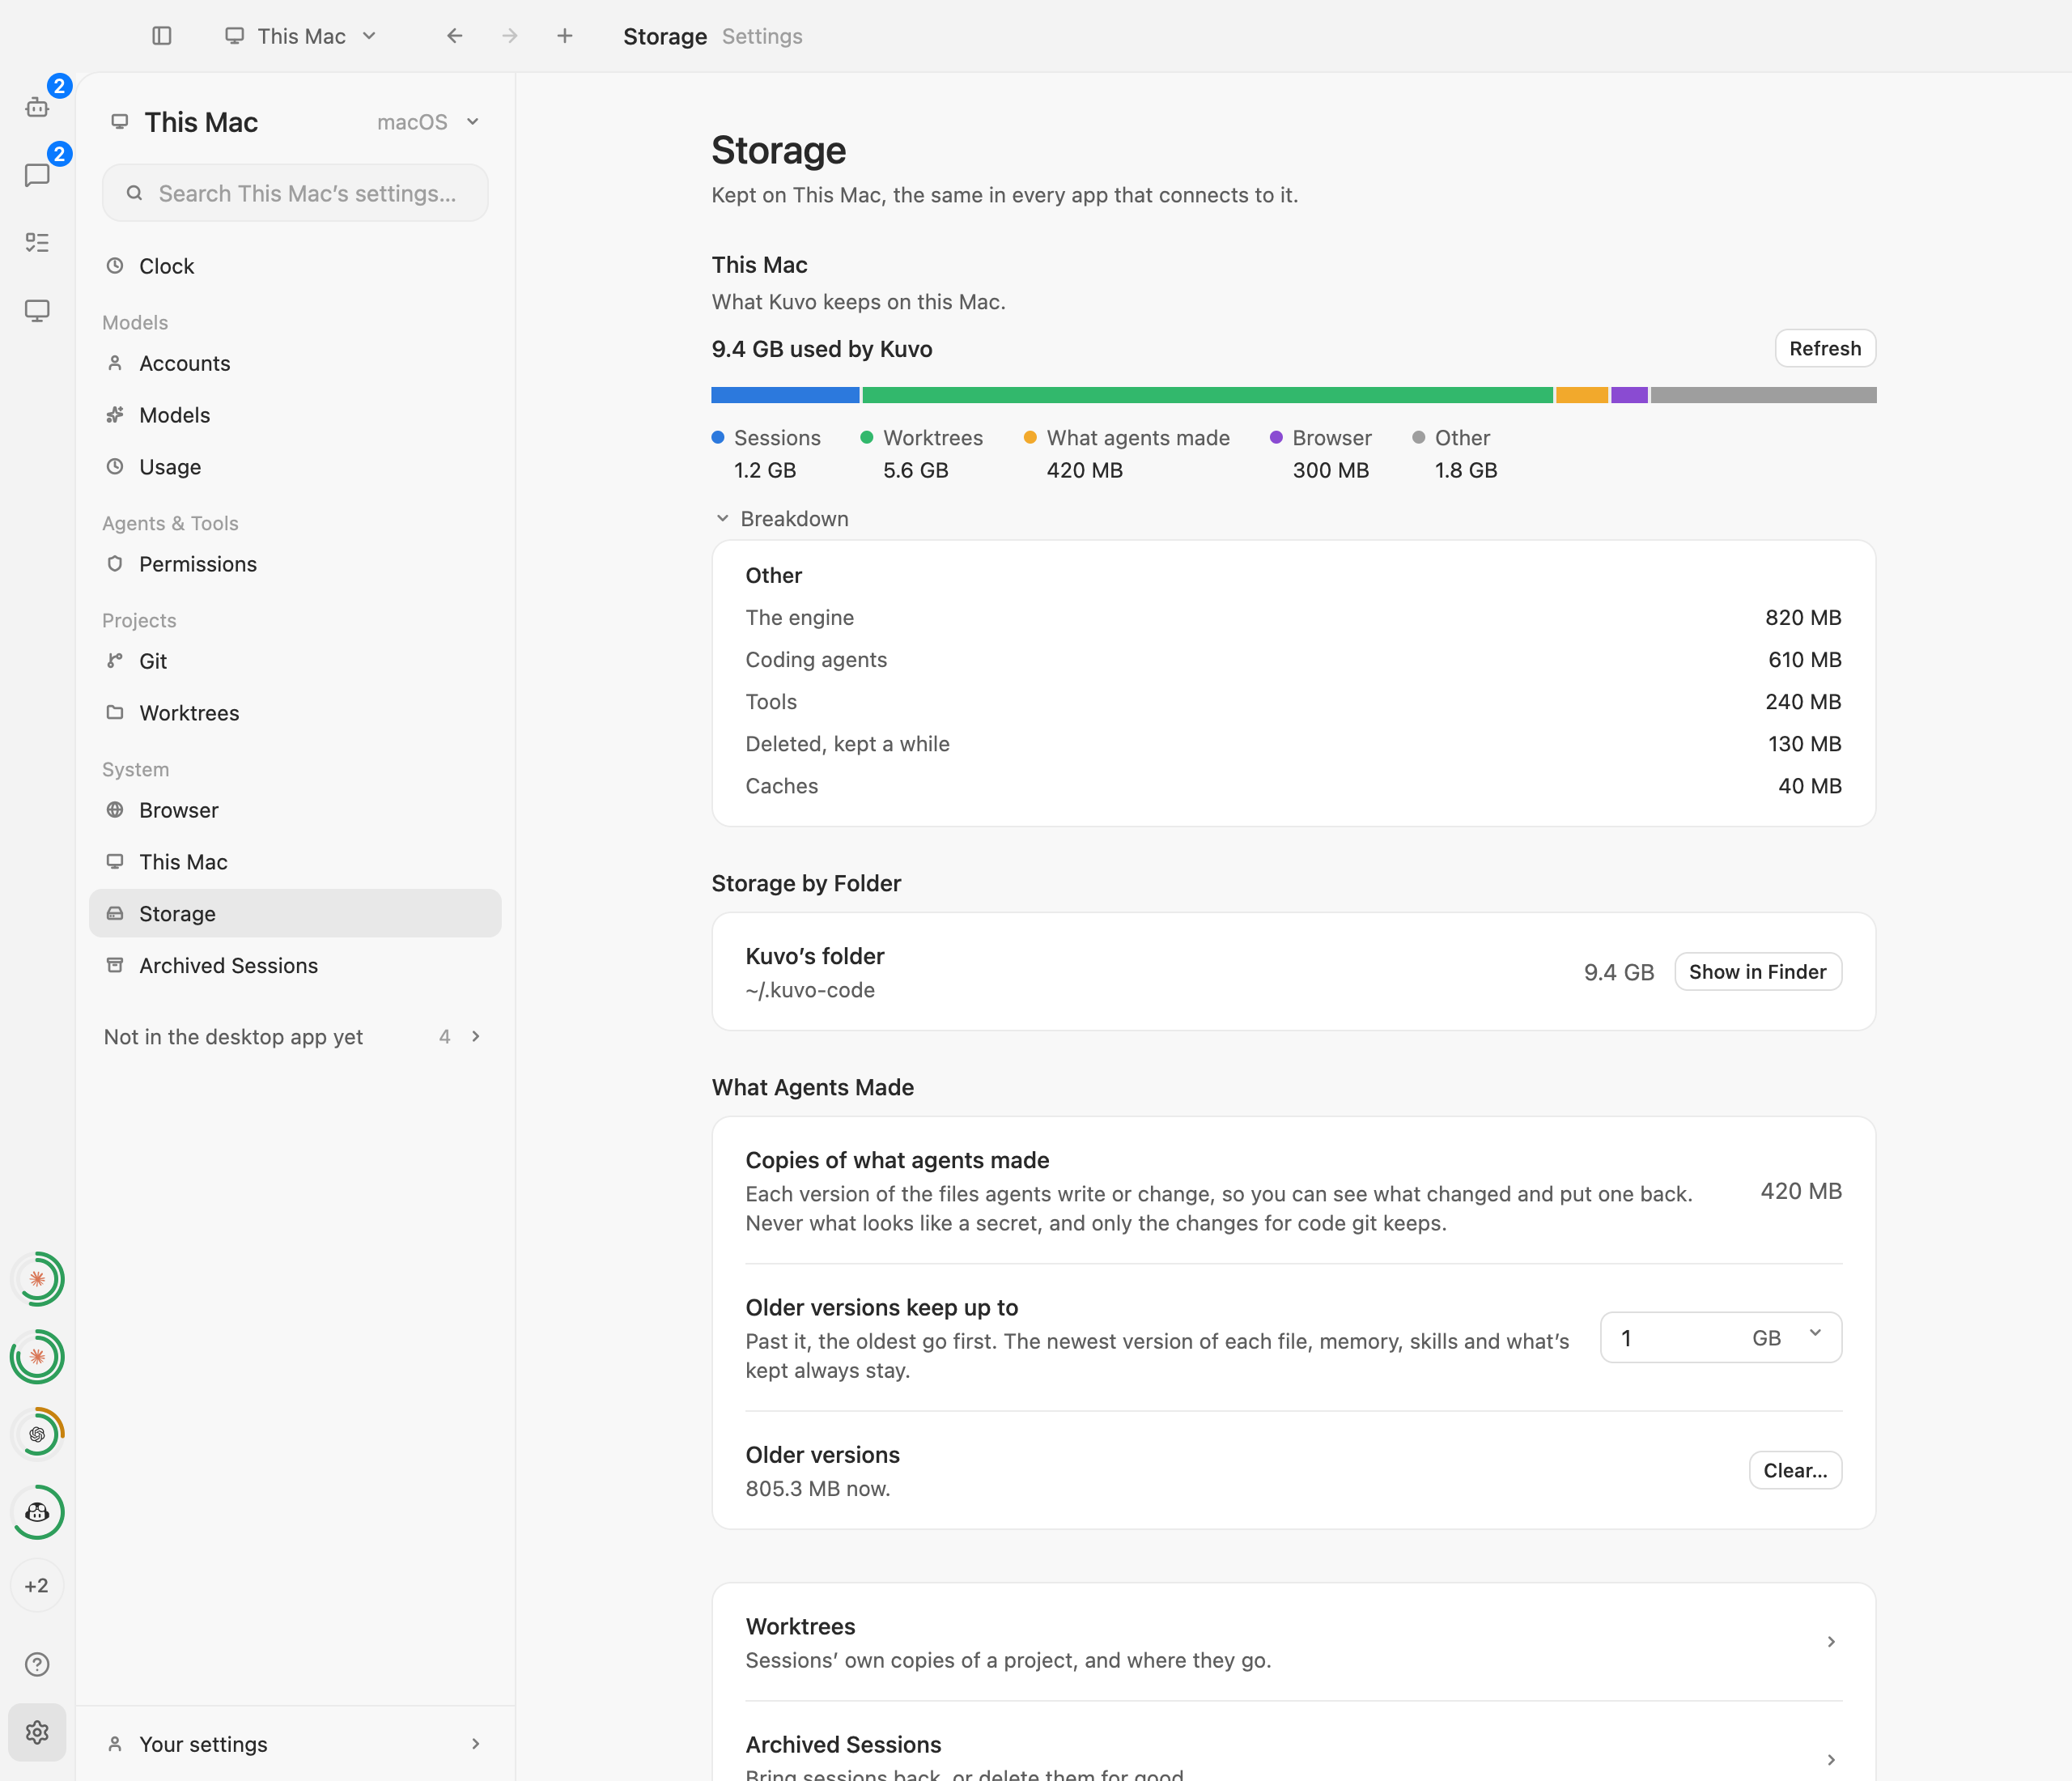 This Mac
Storage Settings
2
2
This Mac
macOS
Search This Mac’s settings...
Clock
Models
Accounts
Models
Usage
Agents & Tools
Permissions
Projects
Git
Worktrees
System
Browser
This Mac
Storage
Archived Sessions
Not in the desktop app yet 4
+2
Your settings
Storage
Kept on This Mac, the same in every app that connects to it.
This Mac
What Kuvo keeps on this Mac.
9.4 GB used by Kuvo
Refresh
Sessions Worktrees What agents made Browser Other
1.2 GB 5.6 GB 420 MB 300 MB 1.8 GB
Breakdown
Other
The engine 820 MB
Coding agents 610 MB
Tools 240 MB
Deleted, kept a while 130 MB
Caches 40 MB
Storage by Folder
Kuvo’s folder
~/.kuvo-code
9.4 GB Show in Finder
What Agents Made
Copies of what agents made
Each version of the files agents write or change, so you can see what changed and put one back.
Never what looks like a secret, and only the changes for code git keeps.
420 MB
Older versions keep up to
Past it, the oldest go first. The newest version of each file, memory, skills and what’s
kept always stay.
1 GB
Older versions
805.3 MB now.
Clear...
Worktrees
Sessions’ own copies of a project, and where they go.
Archived Sessions
Bring sessions back, or delete them for good.